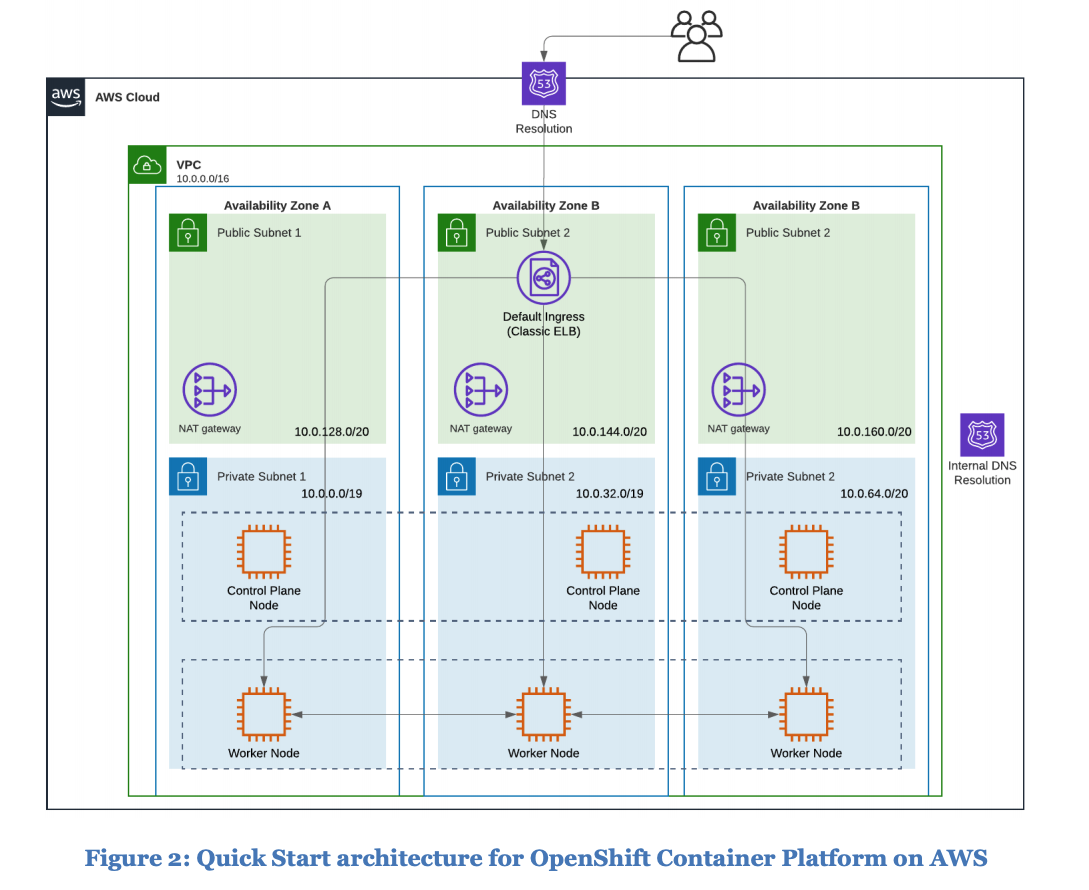 53
aws
AWS Cloud
DNS
Resolution
VPC
10.0.0.0/16
Availability Zone A
Public Subnet 1
NAT gateway
10.0.128.0/20
Private Subnet 1
10.0.0.0/19
Control Plane
Node
Worker Node
Availability Zone B
Public Subnet 2
Default Ingress
(Classic ELB)
NAT gateway
10.0.144.0/20
Private Subnet 2
10.0.32.0/19
Control Plane
Node
Worker Node
Availability Zone B
Public Subnet 2
NAT gateway
10.0.160.0/20
Private Subnet 2
10.0.64.0/20
Control Plane
Node
Worker Node
53
Internal DNS
Resolution
Figure 2: Quick Start architecture for OpenShift Container Platform on AWS